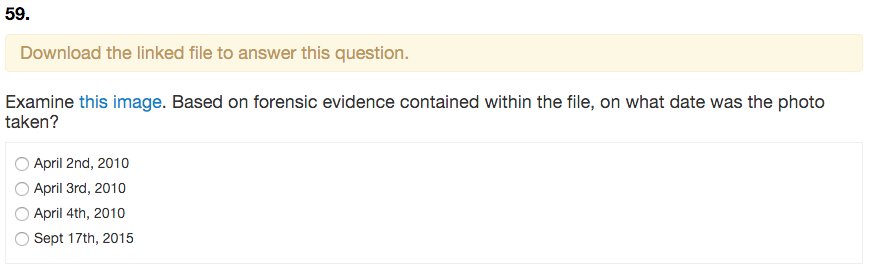 59.
Download the linked file to answer this question.
Examine this image. Based on forensic evidence contained within the file, on what date was the photo
taken?
April 2nd, 2010
April 3rd, 2010
April 4th, 2010
Sept 17th, 2015